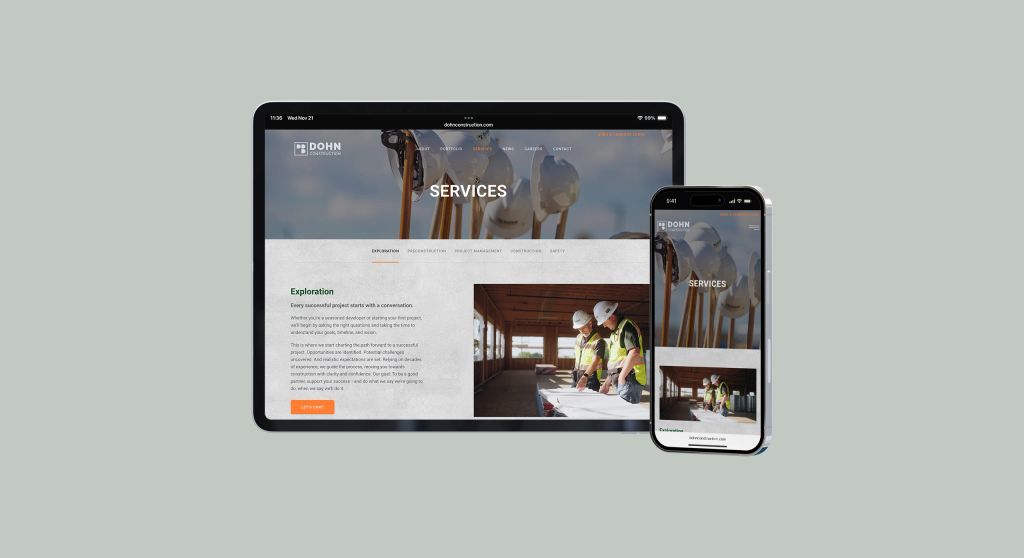 11:36 Wed Nov 21
99%
dohnconstruction.com
DOHN
CONSTRUCTION
ABOUT PORTFOLIO SERVICES NEWS CAREERS CONTACT
SERVICES
EXPLORATION PRECONSTRUCTION PROJECT MANAGEMENT CONSTRUCTION SAFETY
Exploration
Every successful project starts with a conversation.
Whether you're a seasoned developer or starting your first project,
we'll begin by asking the right questions and taking the time to
understand your goals, timeline, and vision.
This is where we start charting the path forward to a successful
project. Opportunities are identified. Potential challenges
uncovered. And realistic expectations are set. Relying on decades
of experience, we guide the process, moving you towards
construction with clarity and confidence. Our goal: To be a good
partner, support your success - and do what we say we're going to
do, when we say we'll do it.
LET'S CHAT
9:41
DOHN
CONSTRUCTION
SERVICES
Exploration
dohnconstruction.com